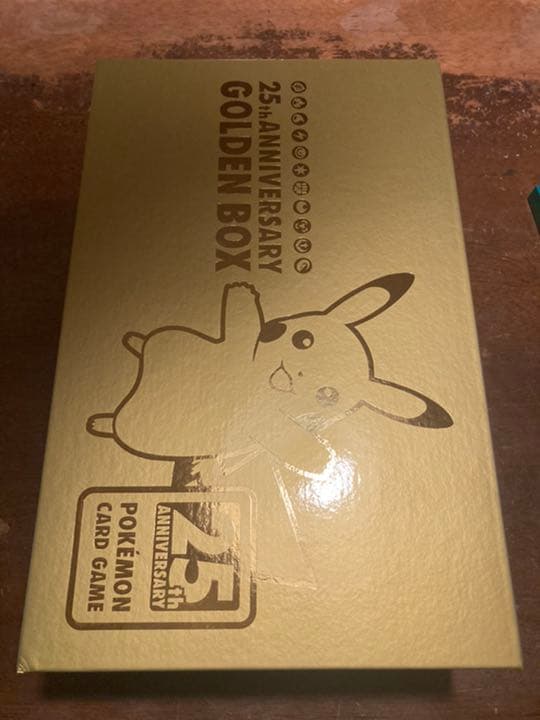 25th ANNIVERSARY
GOLDEN BOX
25th
ANNIVERSARY
POKÉMON
CARD GAME